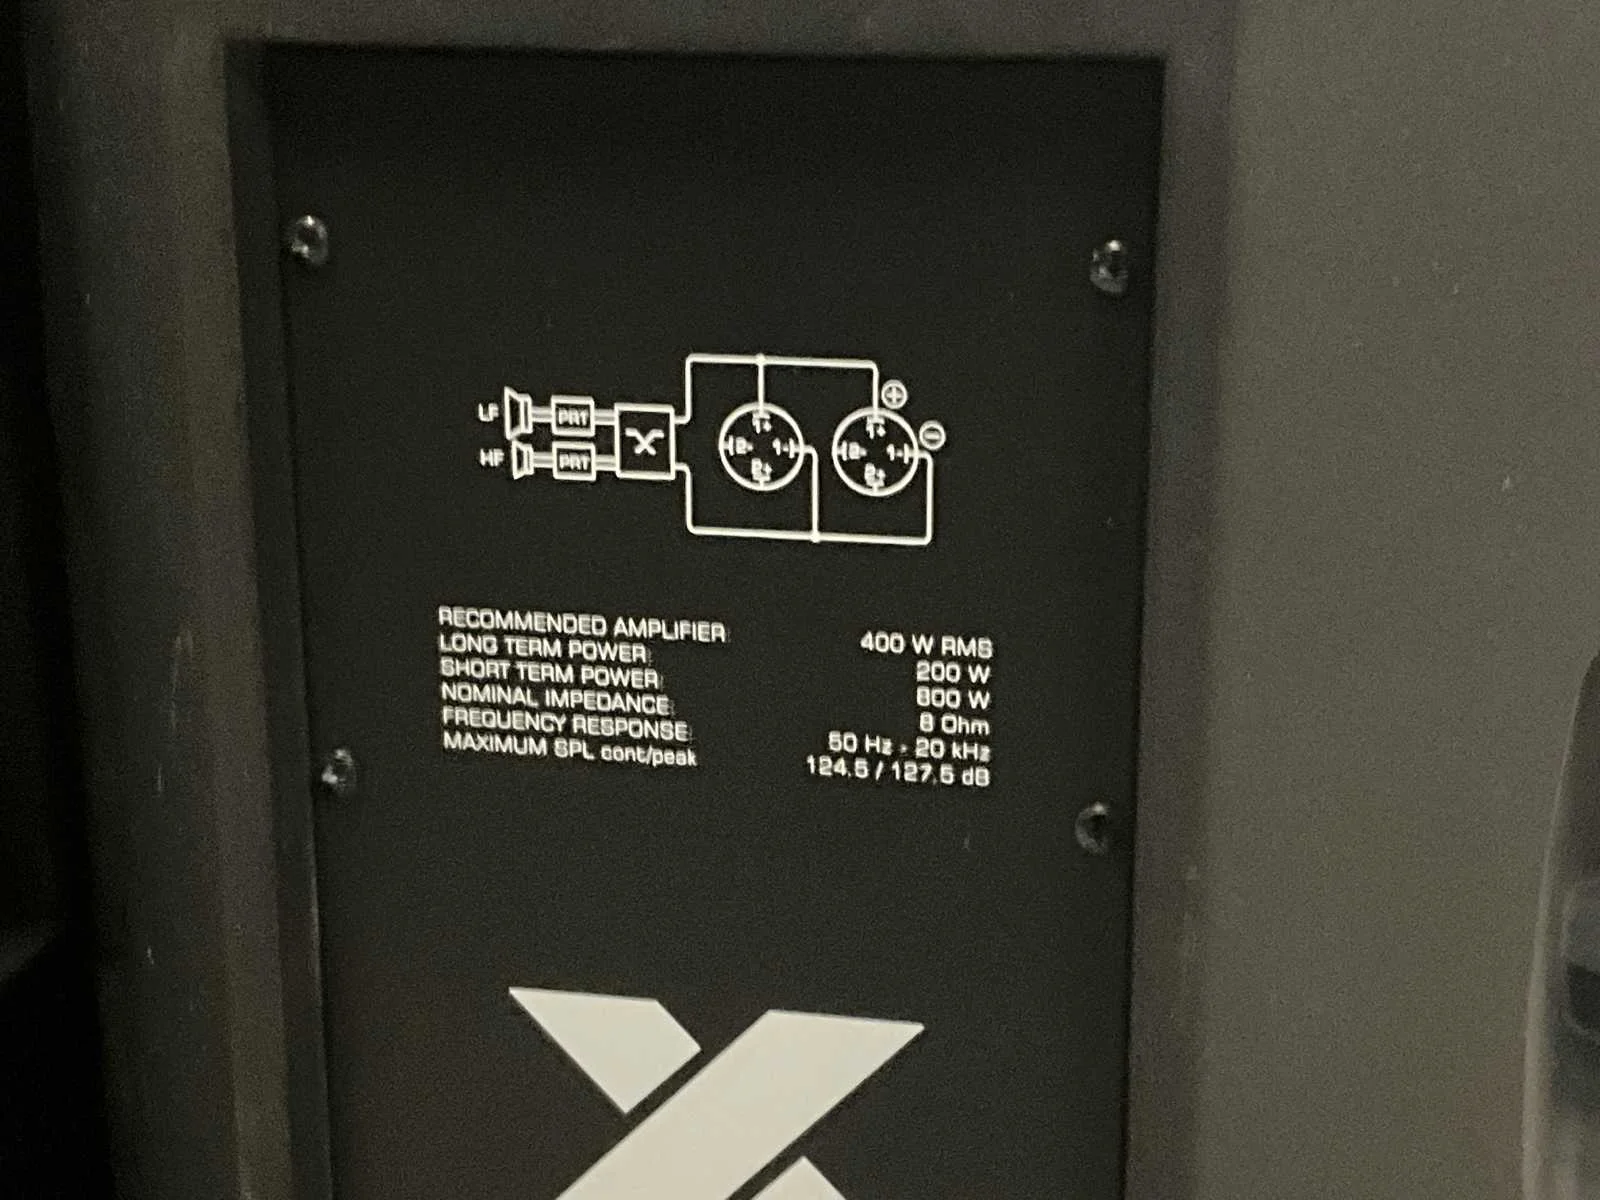 LF PRT
HF PRT
1+ 2- 1- 2+
1+ 2- 1- 2+
RECOMMENDED AMPLIFIER: 400 W RMS
LONG TERM POWER: 200 W
SHORT TERM POWER: 800 W
NOMINAL IMPEDANCE: 8 Ohm
FREQUENCY RESPONSE: 50 Hz - 20 kHz
MAXIMUM SPL cont/peak 124.5 / 127.5 dB